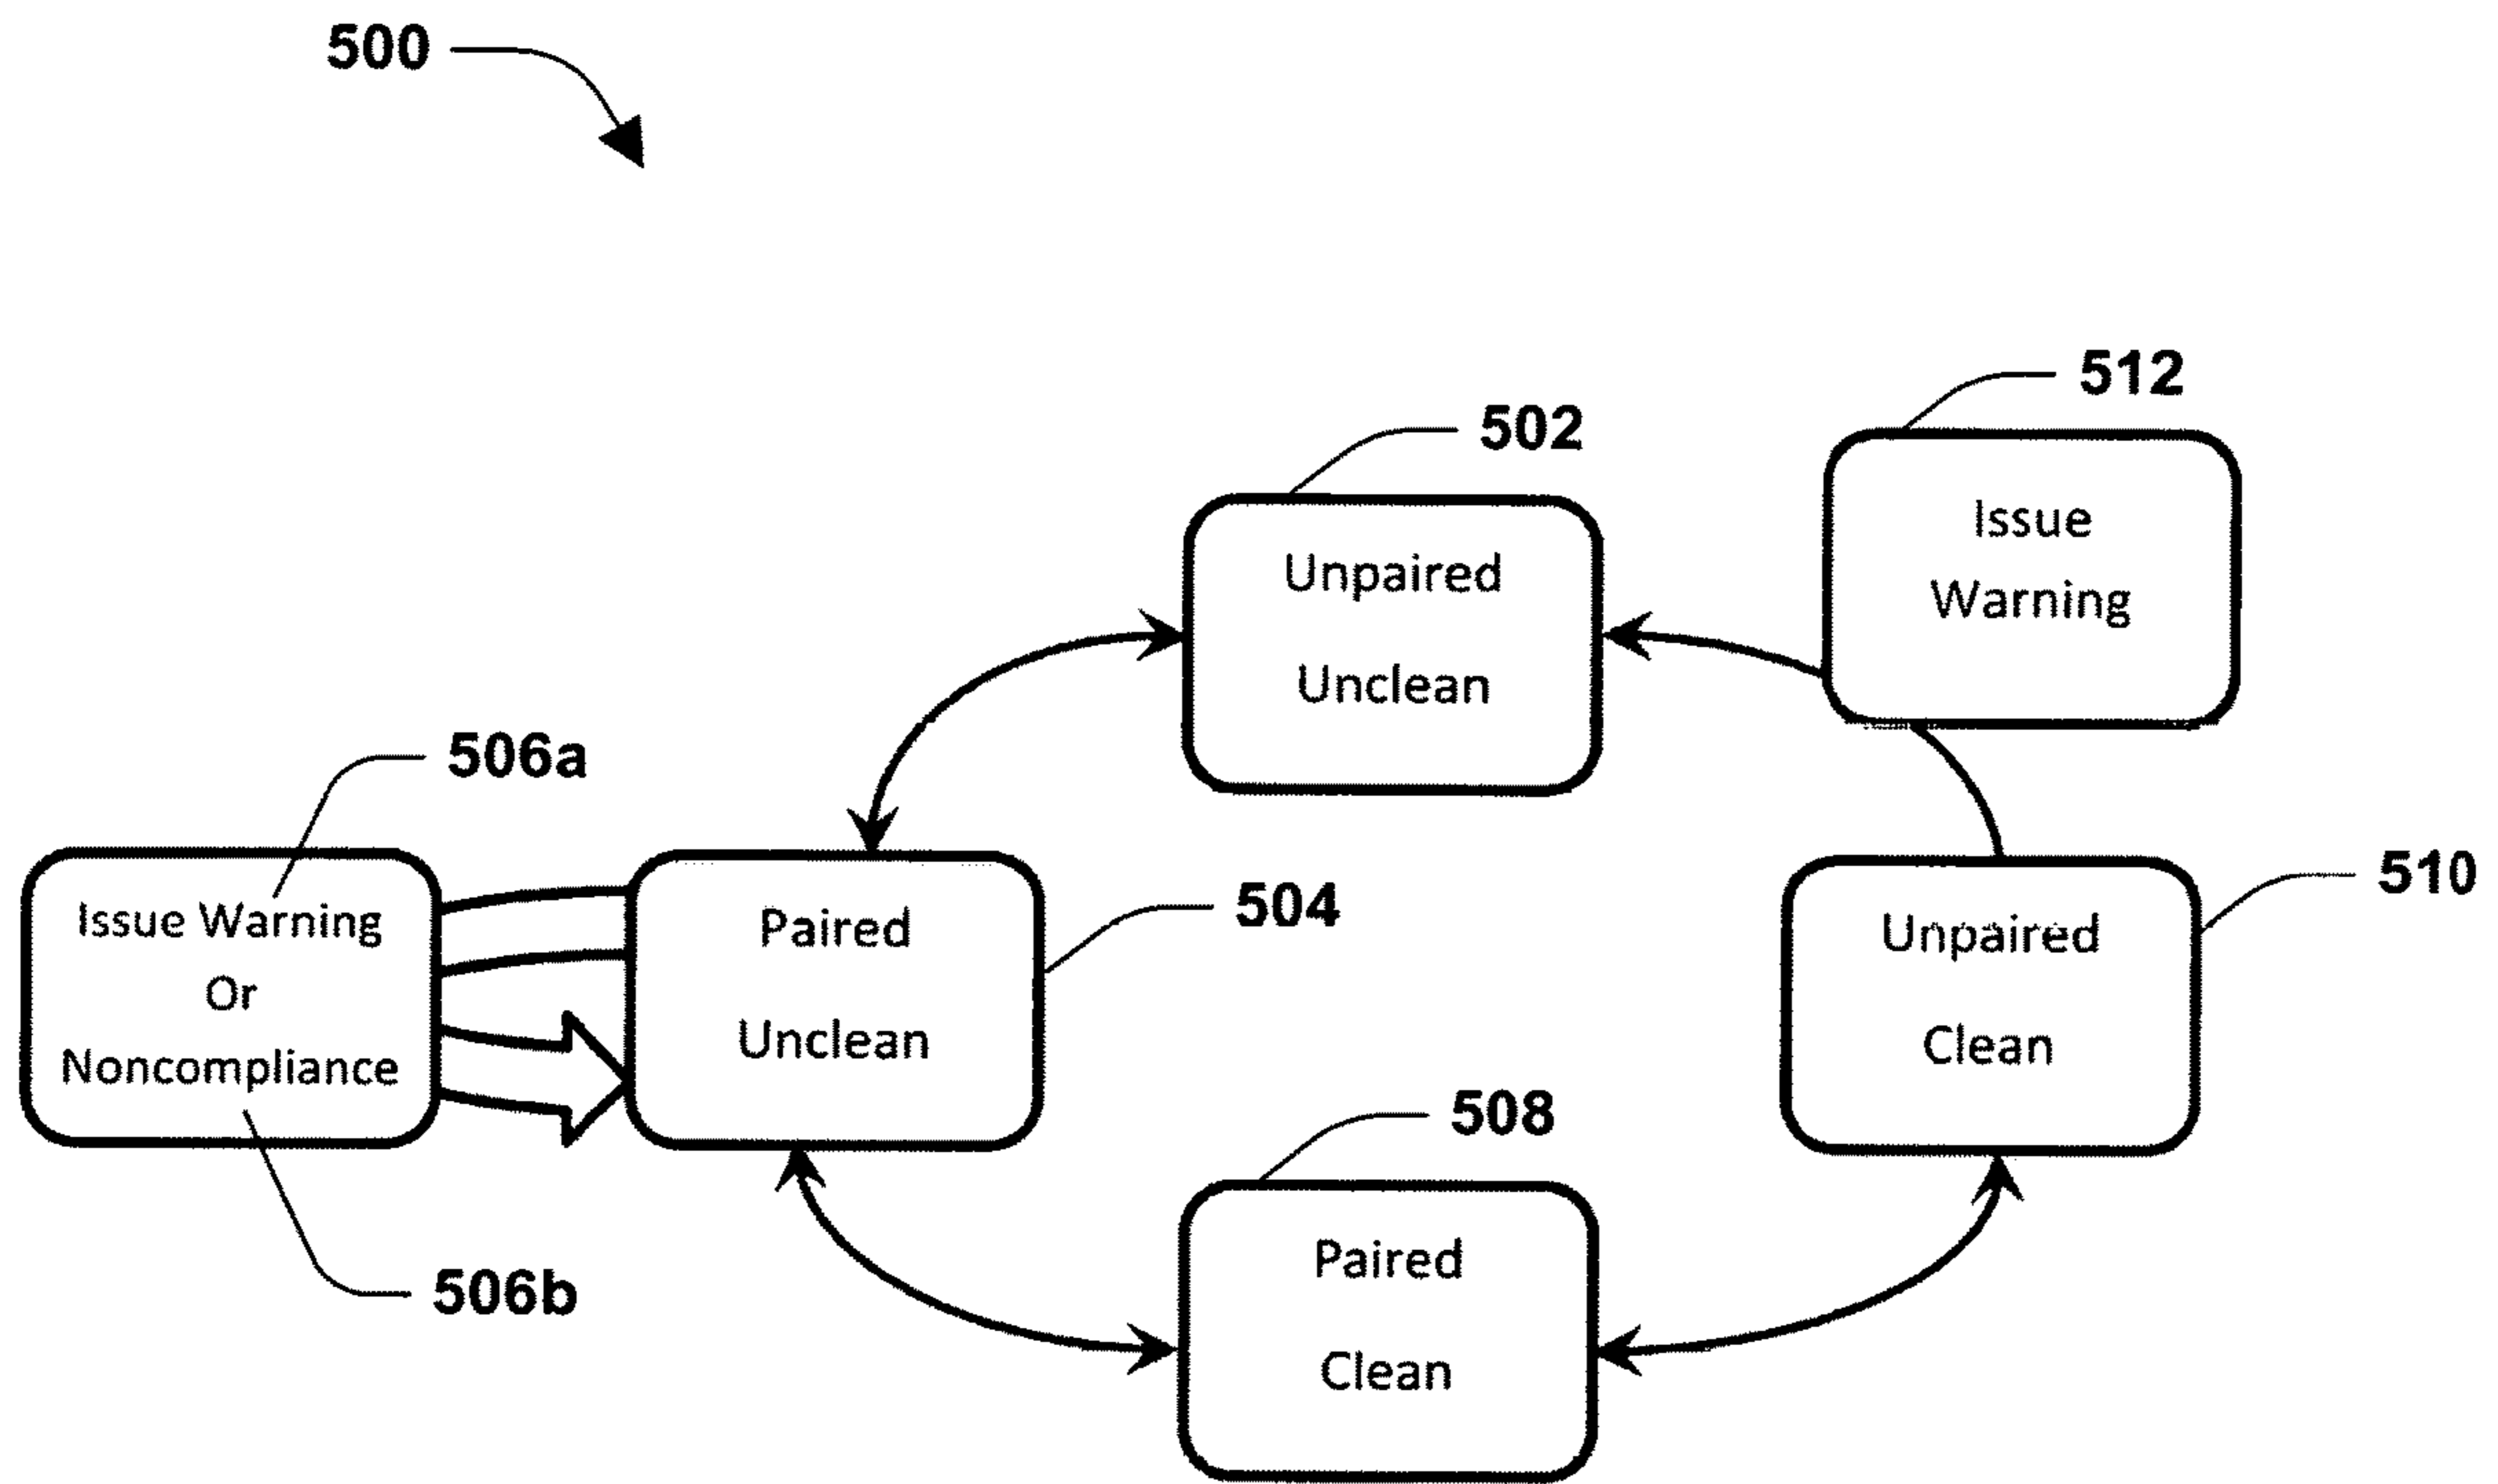 500
512
Issue
Warning
502
Unpaired
Unclean
506a
Issue Warning
Or
Noncompliance
506b
504
Paired
Unclean
510
Unpaired
Clean
508
Paired
Clean